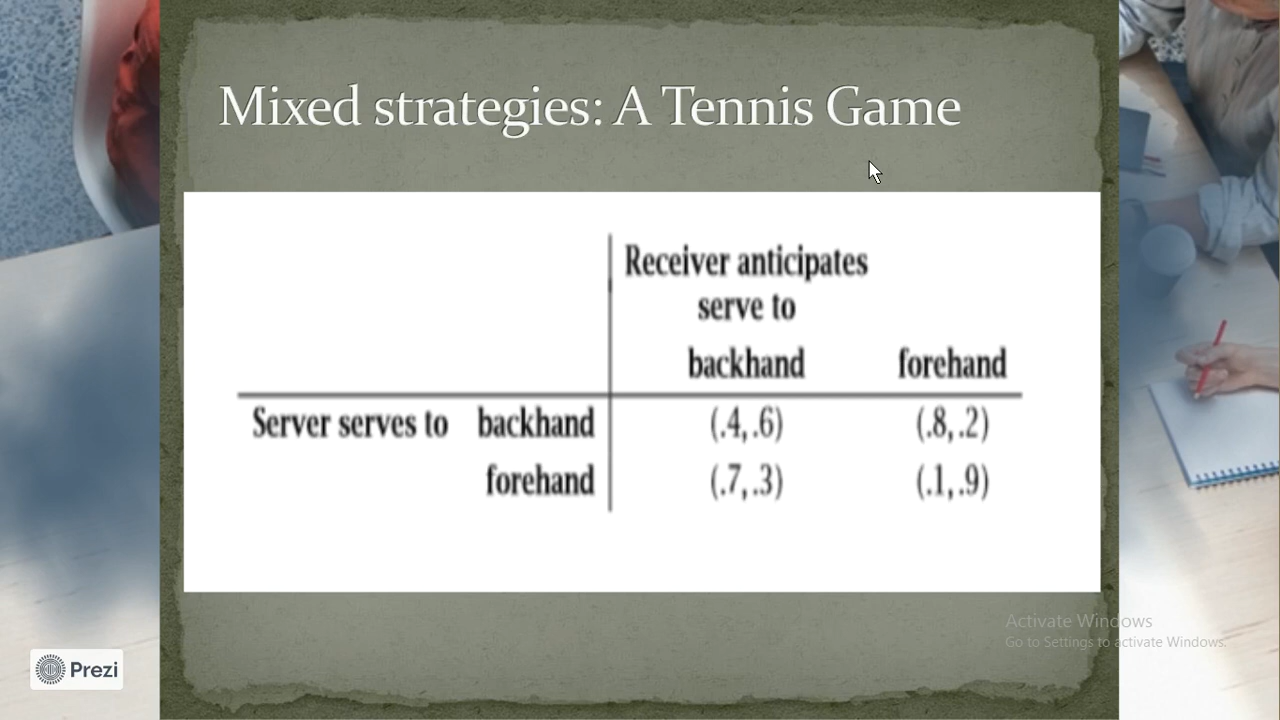 Mixed strategies: A Tennis Game
Receiver anticipates
serve to
backhand forehand
Server serves to backhand (.4, .6) (.8, .2)
forehand (.7, .3) (.1, .9)
Activate Windows
Go to Settings to activate Windows.
Prezi